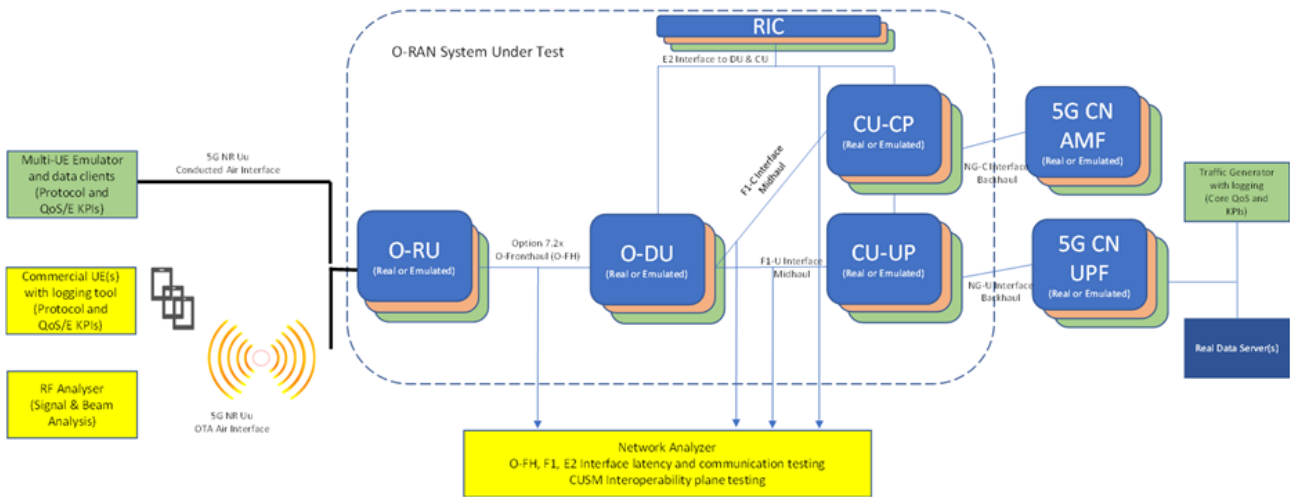 RIC
O-RAN System Under Test
E2 Interface to DU & CU
CU-CP
(Real or Emulated)
5G CN
AMF
(Real or Emulated)
Multi-UE Emulator
and data clients
(Protocol and
QoS/E KPIs)
5G NR Uu
Conducted Air Interface
F1-C Interface
Midhaul
NG-C Interface
Backhaul
Traffic Generator
with logging
(Core QoS and
KPIs)
O-RU
(Real or Emulated)
Option 7.2x
O-Fronthaul (O-FH)
O-DU
(Real or Emulated)
F1-U Interface
Midhaul
CU-UP
(Real or Emulated)
NG-U Interface
Backhaul
5G CN
UPF
(Real or Emulated)
Commercial UE(s)
with logging tool
(Protocol and
QoS/E KPIs)
Real Data Server(s)
RF Analyser
(Signal & Beam
Analysis)
5G NR Uu
OTA Air Interface
Network Analyzer
O-FH, F1, E2 Interface latency and communication testing
CUSM Interoperability plane testing